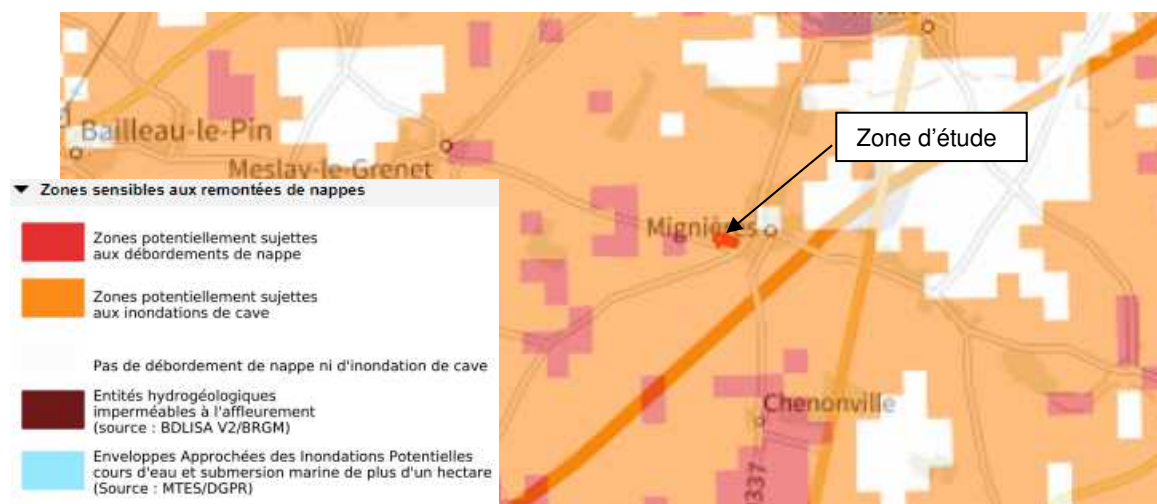 Bailleau-le-Pin
Meslay-le-Grenet
Zone d'étude
▼ Zones sensibles aux remontées de nappes
Mignières
Zones potentiellement sujettes
aux débordements de nappe
Zones potentiellement sujettes
aux inondations de cave
Pas de débordement de nappe ni d'inondation de cave
Entités hydrogéologiques
imperméables à l'affleurement
(source : BDLISA V2/BRGM)
Chenonville
Enveloppes Approchées des Inondations Potentielles
cours d'eau et submersion marine de plus d'un hectare
(Source : MTES/DGPR)
337